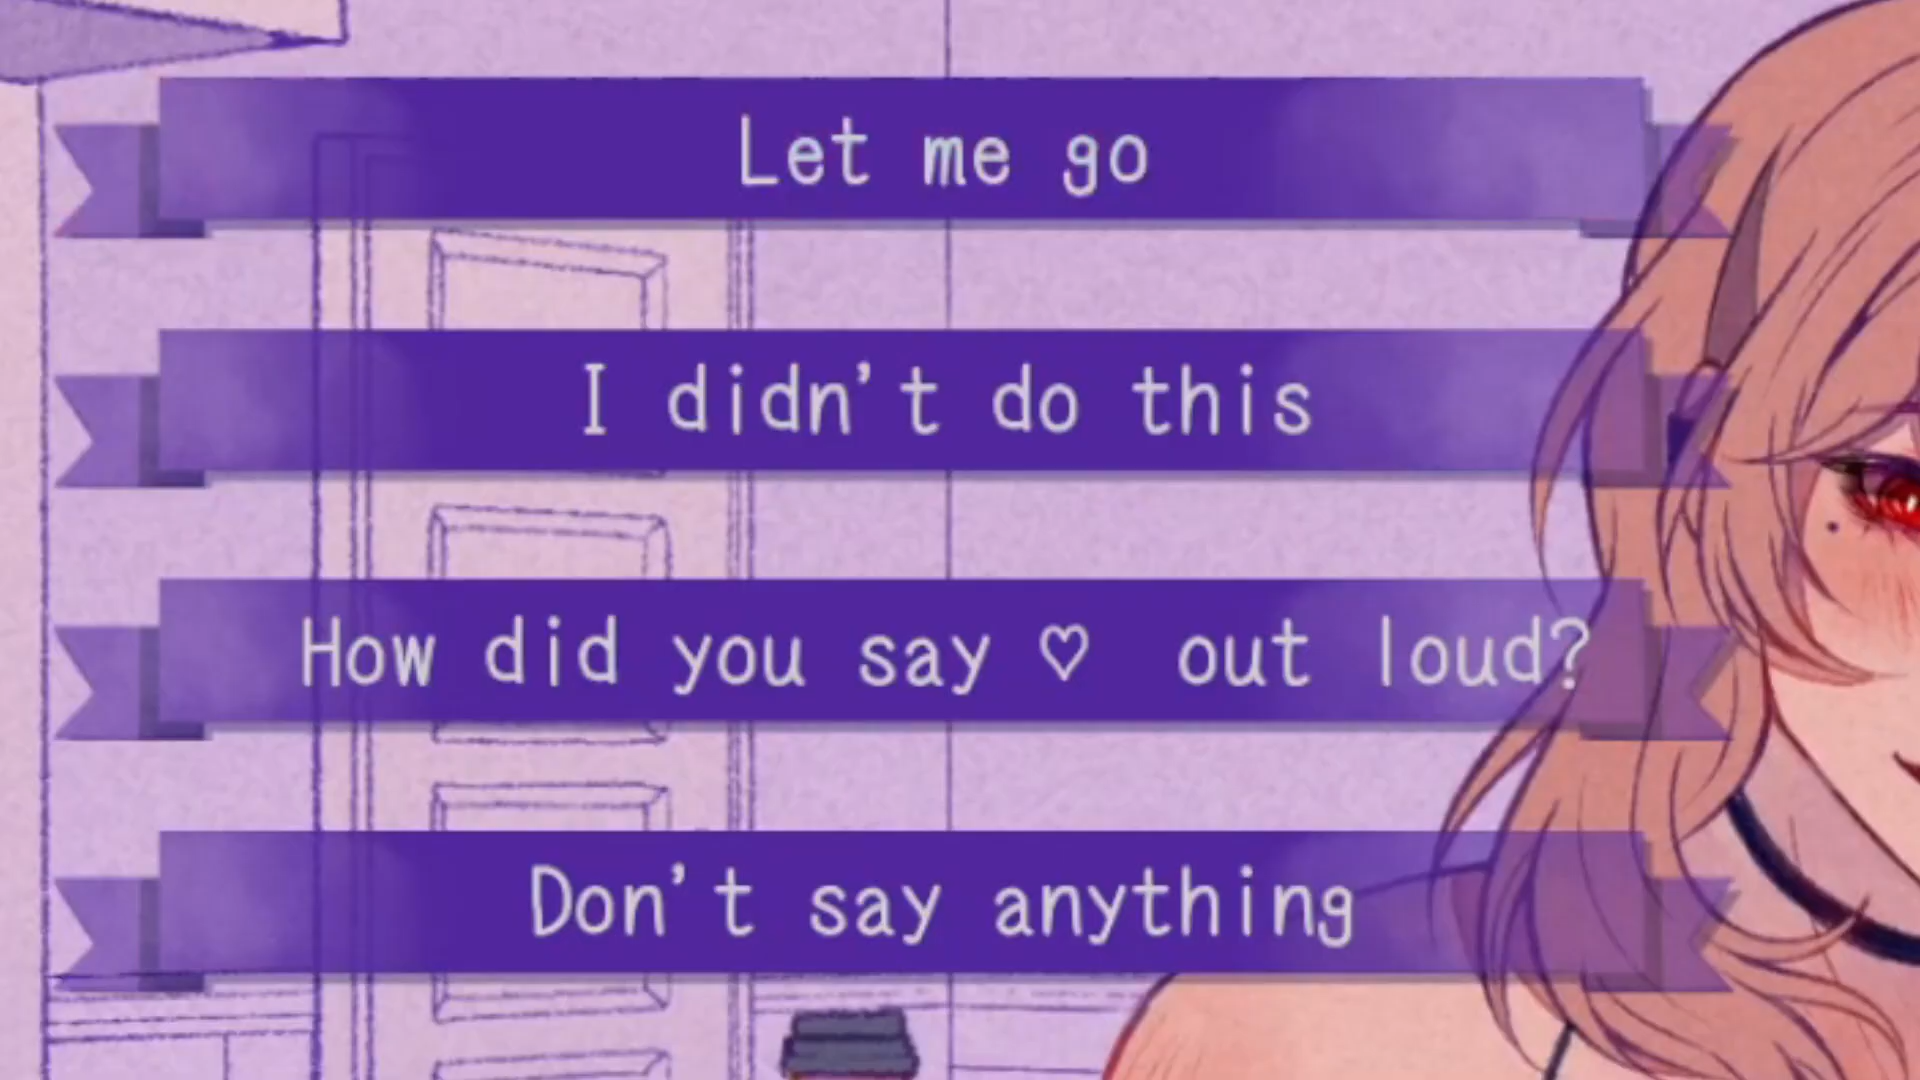 Let me go
I didn't do this
How did you say ♡ out loud?
Don't say anything